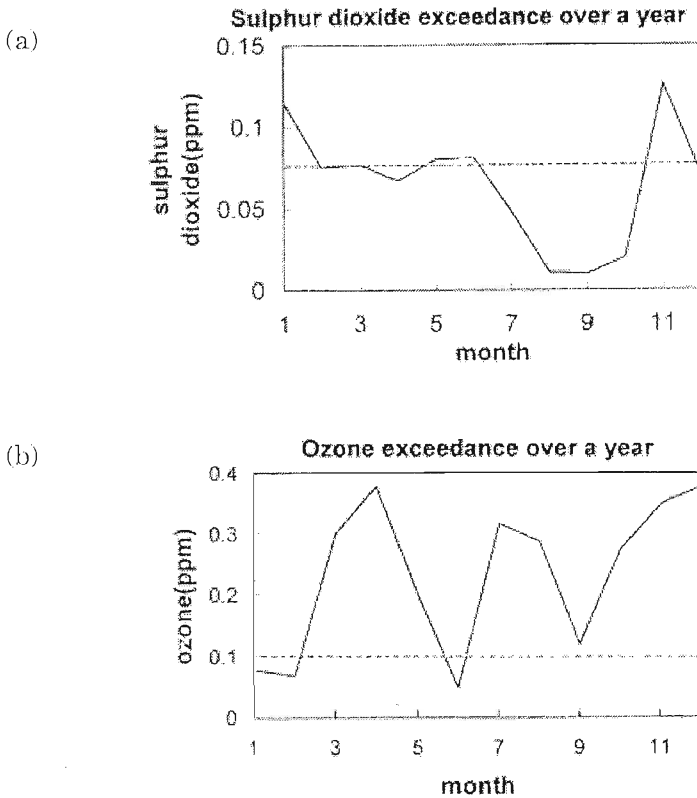 (a)
Sulphur dioxide exceedance over a year
sulphur
dioxide(ppm)
0.15
0.1
0.05
0
1 3 5 7 9 11
month
(b)
Ozone exceedance over a year
ozone(ppm)
0.4
0.3
0.2
0.1
0
1 3 5 7 9 11
month